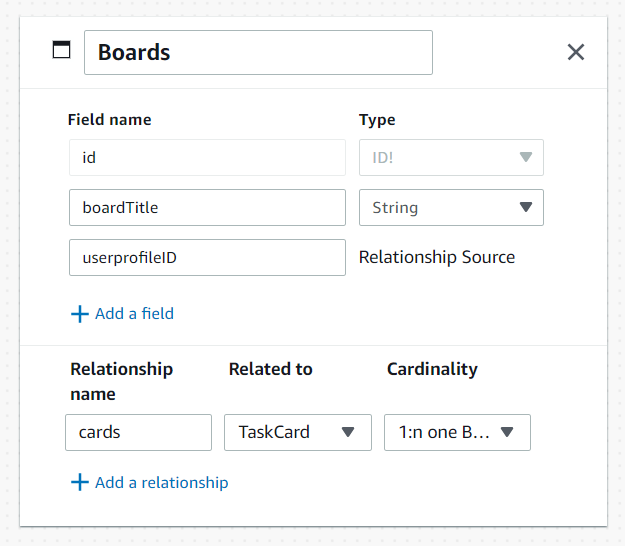 Boards
Field name Type
id ID!
boardTitle String
userprofileID Relationship Source
Add a field
Relationship name Related to Cardinality
cards TaskCard 1:n one B...
Add a relationship